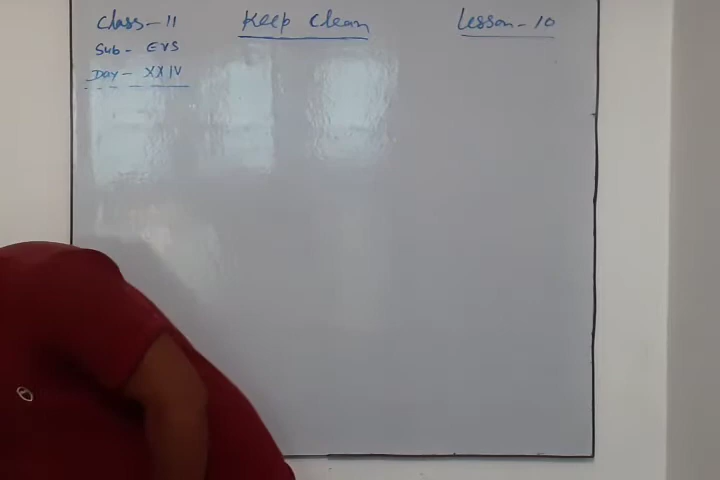 Class - II
Keep Clean
Lesson - 10
Sub - EVS
Day - XXIV